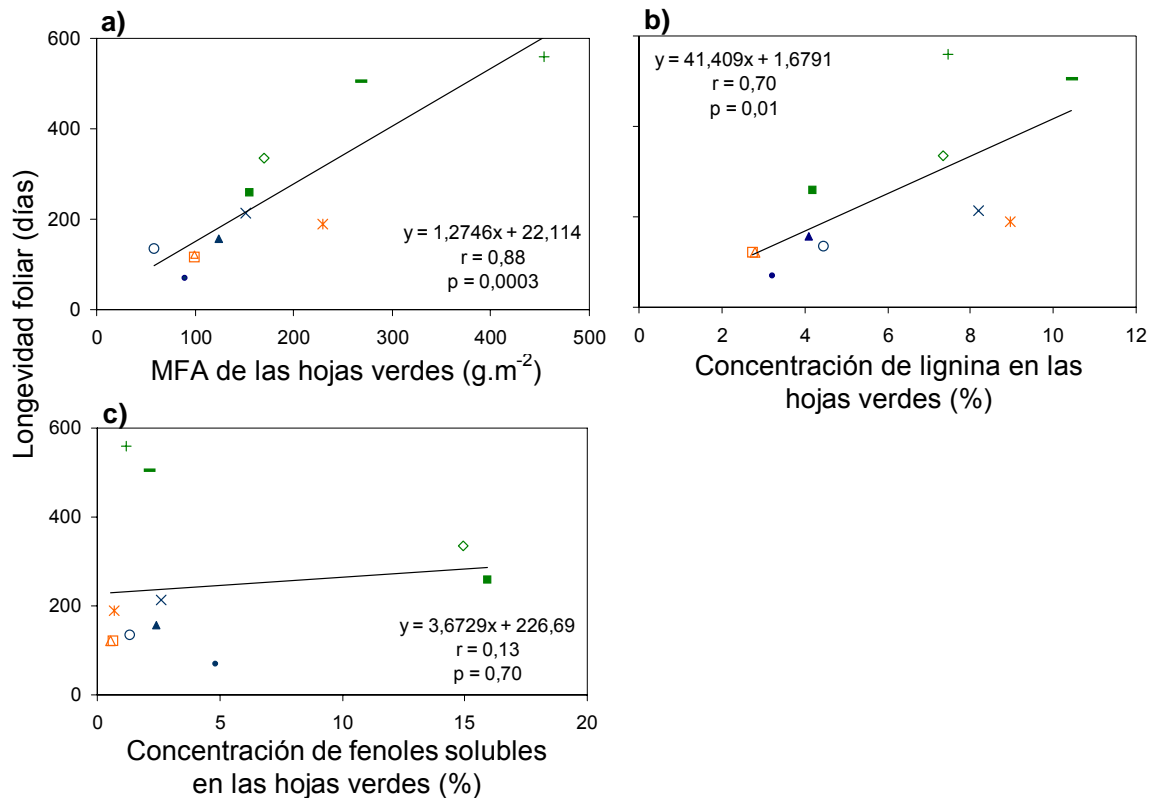 a)
600
400
200
0
0 100 200 300 400 500
y = 1,2746x + 22,114
r = 0,88
p = 0,0003
MFA de las hojas verdes (g.m⁻²)
b)
y = 41,409x + 1,6791
r = 0,70
p = 0,01
0 2 4 6 8 10 12
Concentración de lignina en las
hojas verdes (%)
Longevidad foliar (días)
c)
600
400
200
0
0 5 10 15 20
y = 3,6729x + 226,69
r = 0,13
p = 0,70
Concentración de fenoles solubles
en las hojas verdes (%)